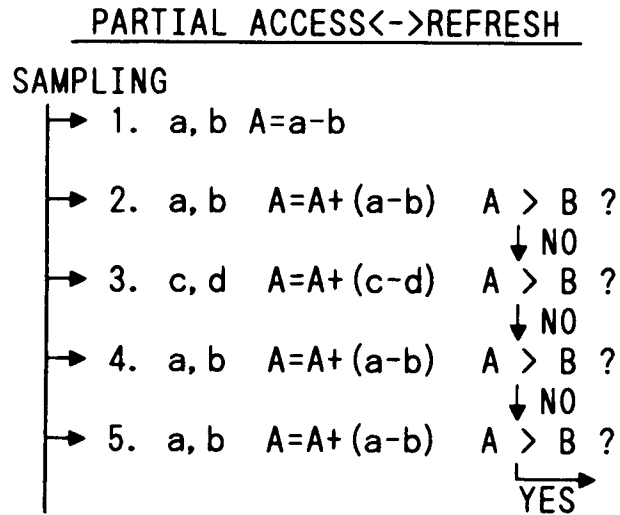 PARTIAL ACCESS<->REFRESH
SAMPLING
1. a,b A=a-b
2. a,b A=A+(a-b) A > B ?
NO
3. c,d A=A+(c-d) A > B ?
NO
4. a,b A=A+(a-b) A > B ?
NO
5. a,b A=A+(a-b) A > B ?
YES